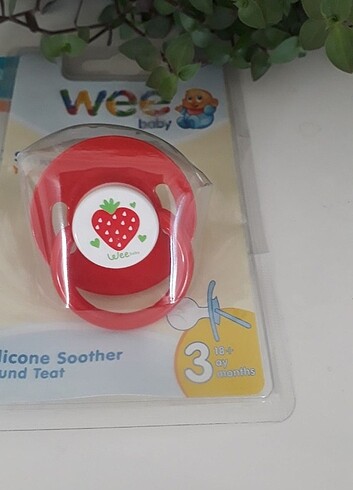 wee
baby
Wee
licone Soother
und Teat
3 18+
ay
months